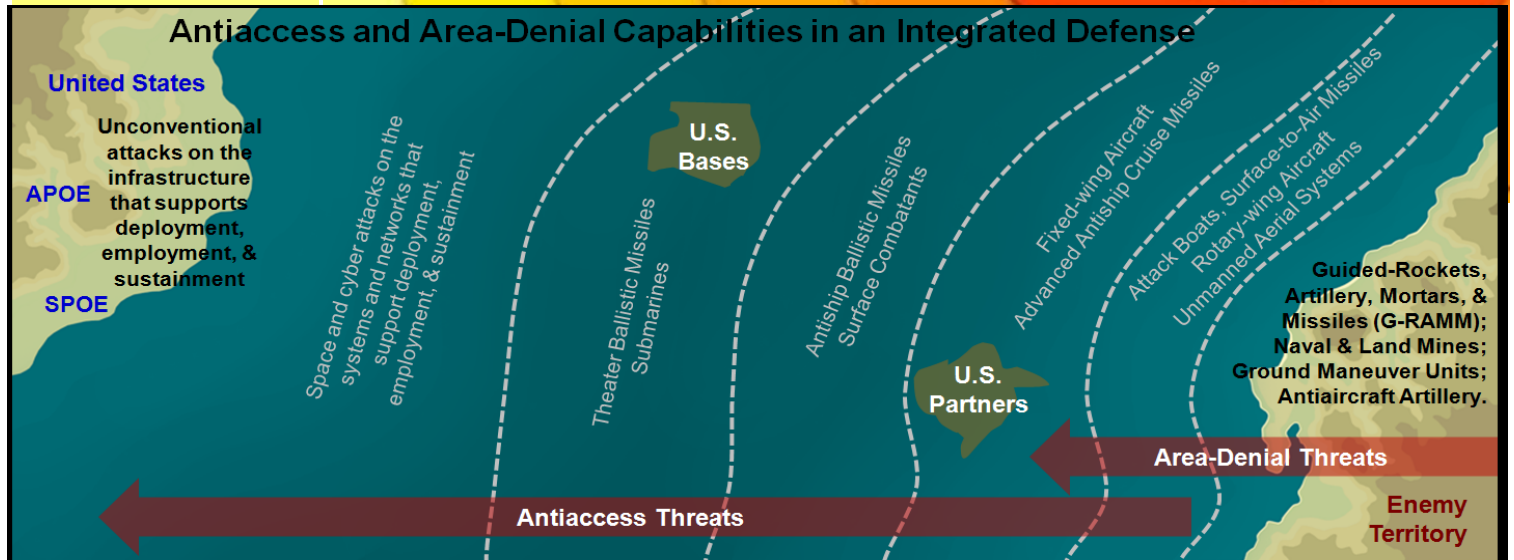 Antiaccess and Area-Denial Capabilities in an Integrated Defense
United States
Unconventional
attacks on the
infrastructure
that supports
deployment,
employment, &
sustainment
APOE
SPOE
Space and cyber attacks on the
systems and networks that
support deployment,
employment, & sustainment
Theater Ballistic Missiles
Submarines
U.S.
Bases
Antiship Ballistic Missiles
Surface Combatants
U.S.
Partners
Fixed-wing Aircraft
Advanced Antiship Cruise Missiles
Attack Boats, Surface-to-Air Missiles
Rotary-wing Aircraft
Unmanned Aerial Systems
Guided-Rockets,
Artillery, Mortars, &
Missiles (G-RAMM);
Naval & Land Mines;
Ground Maneuver Units;
Antiaircraft Artillery.
Area-Denial Threats
Antiaccess Threats
Enemy
Territory